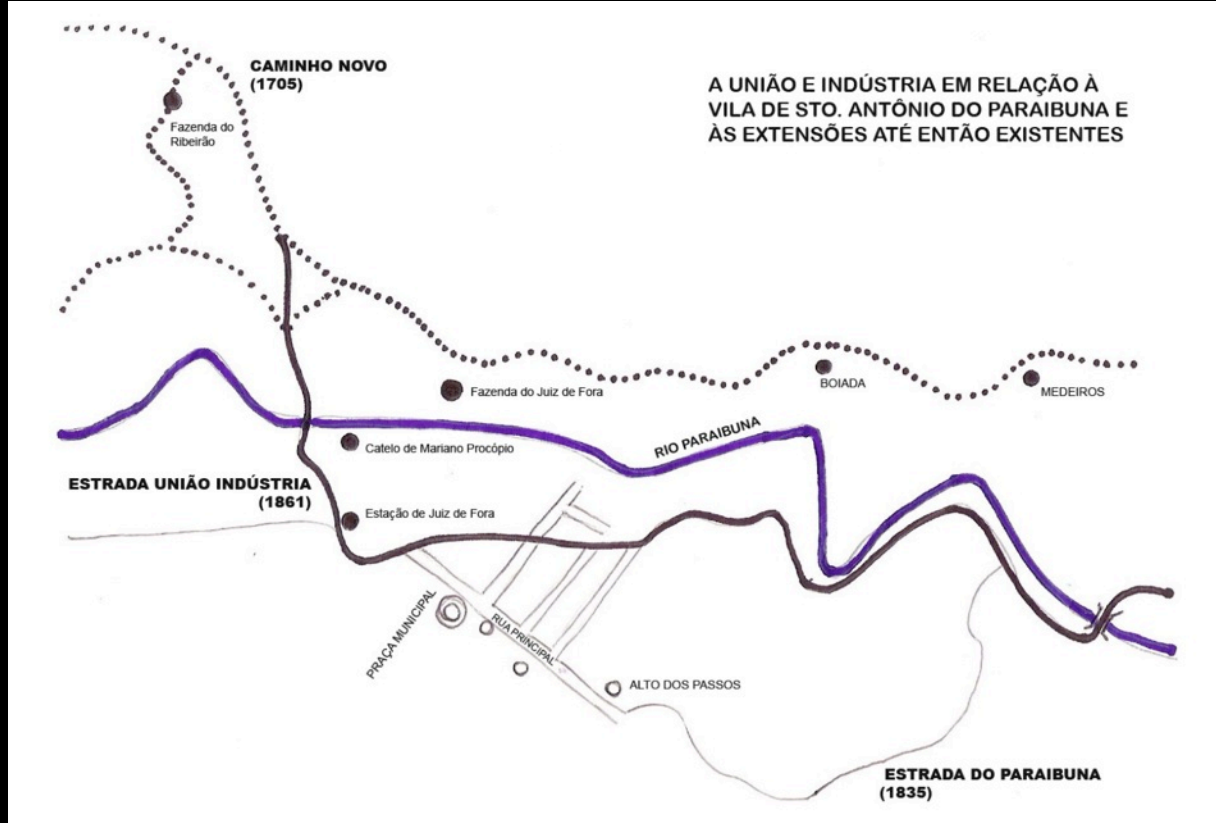 CAMINHO NOVO
(1705)
A UNIÃO E INDÚSTRIA EM RELAÇÃO À
VILA DE STO. ANTÔNIO DO PARAIBUNA E
ÀS EXTENSÕES ATÉ ENTÃO EXISTENTES
Fazenda do
Ribeirão
BOIADA
MEDEIROS
Fazenda do Juiz de Fora
RIO PARAIBUNA
Catelo de Mariano Procópio
ESTRADA UNIÃO INDÚSTRIA
(1861)
Estação de Juiz de Fora
PRAÇA MUNICIPAL
RUA PRINCIPAL
ALTO DOS PASSOS
ESTRADA DO PARAIBUNA
(1835)